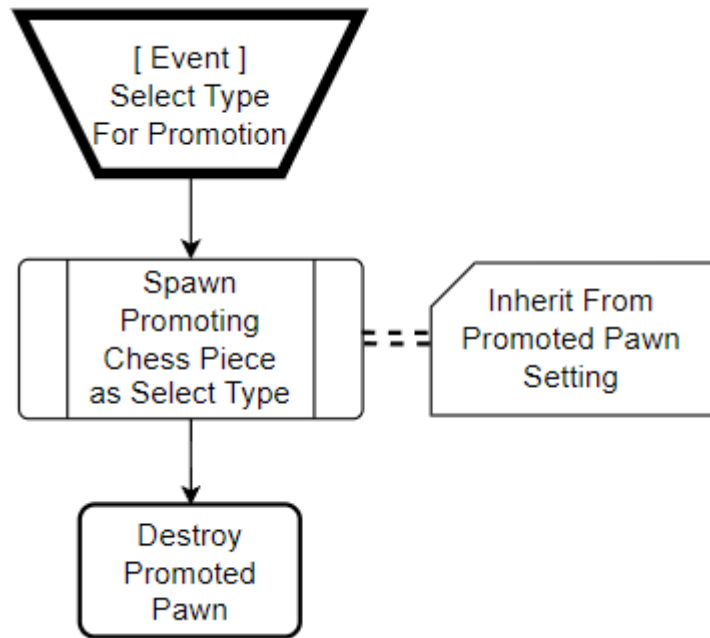 [ Event ]
Select Type
For Promotion
Spawn
Promoting
Chess Piece
as Select Type
Inherit From
Promoted Pawn
Setting
Destroy
Promoted
Pawn